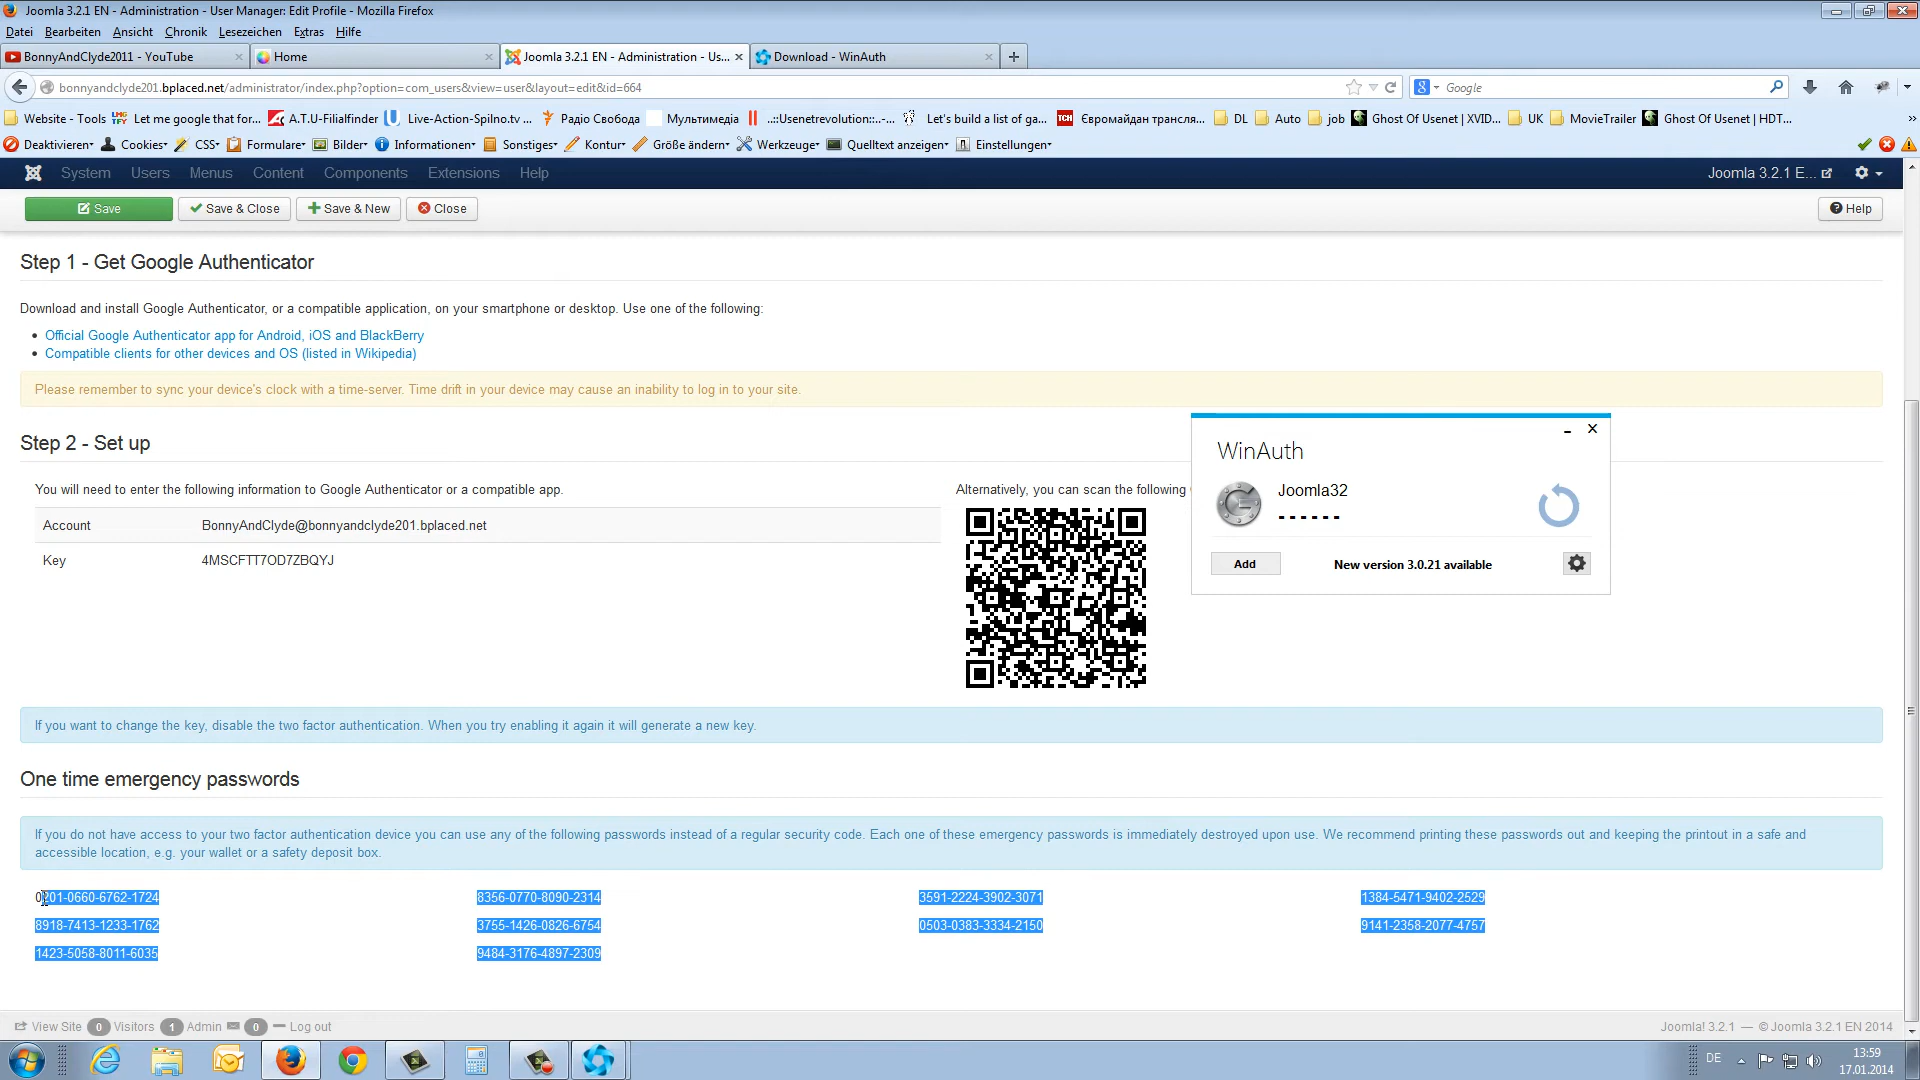 Joomla 3.2.1 EN - Administration - User Manager: Edit Profile - Mozilla Firefox
Datei Bearbeiten Ansicht Chronik Lesezeichen Extras Hilfe
BonnyAndClyde2011 - YouTube Home Joomla 3.2.1 EN - Administration - Us... Download - WinAuth
bonnyandclyde201.bplaced.net/administrator/index.php?option=com_users&view=user&layout=edit&id=664 Google
Website - Tools Let me google that for... A.T.U-Filialfinder Live-Action-Spilno.tv ... Радіо Свобода Мультимедіа ..::Usenetrevolution::..-... Let's build a list of ga... Євромайдан трансля... DL Auto job Ghost Of Usenet | XVID... UK MovieTrailer Ghost Of Usenet | HDT... »
Deaktivieren Cookies CSS Formulare Bilder Informationen Sonstiges Kontur Größe ändern Werkzeuge Quelltext anzeigen Einstellungen
System Users Menus Content Components Extensions Help Joomla 3.2.1 E...
Save Save & Close Save & New Close Help
Step 1 - Get Google Authenticator
Download and install Google Authenticator, or a compatible application, on your smartphone or desktop. Use one of the following:
• Official Google Authenticator app for Android, iOS and BlackBerry
• Compatible clients for other devices and OS (listed in Wikipedia)
Please remember to sync your device's clock with a time-server. Time drift in your device may cause an inability to log in to your site.
Step 2 - Set up
You will need to enter the following information to Google Authenticator or a compatible app.
Account BonnyAndClyde@bonnyandclyde201.bplaced.net
Key 4MSCFTT7OD7ZBQYJ
Alternatively, you can scan the following
WinAuth
Joomla32
- - - - - -
Add New version 3.0.21 available
If you want to change the key, disable the two factor authentication. When you try enabling it again it will generate a new key.
One time emergency passwords
If you do not have access to your two factor authentication device you can use any of the following passwords instead of a regular security code. Each one of these emergency passwords is immediately destroyed upon use. We recommend printing these passwords out and keeping the printout in a safe and
accessible location, e.g. your wallet or a safety deposit box.
0201-0660-6762-1724 8356-0770-8090-2314 3591-2224-3902-3071 1384-5471-9402-2529
8918-7413-1233-1762 3755-1426-0826-6754 0503-0383-3334-2150 9141-2358-2077-4757
1423-5058-8011-6035 9484-3176-4897-2309
View Site 0 Visitors 1 Admin 0 Log out Joomla! 3.2.1 — © Joomla 3.2.1 EN 2014
DE 13:59
17.01.2014